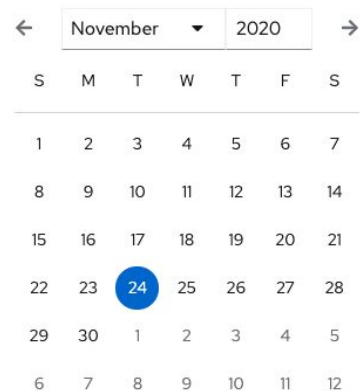 November 2020
S M T W T F S
1 2 3 4 5 6 7
8 9 10 11 12 13 14
15 16 17 18 19 20 21
22 23 24 25 26 27 28
29 30 1 2 3 4 5
6 7 8 9 10 11 12